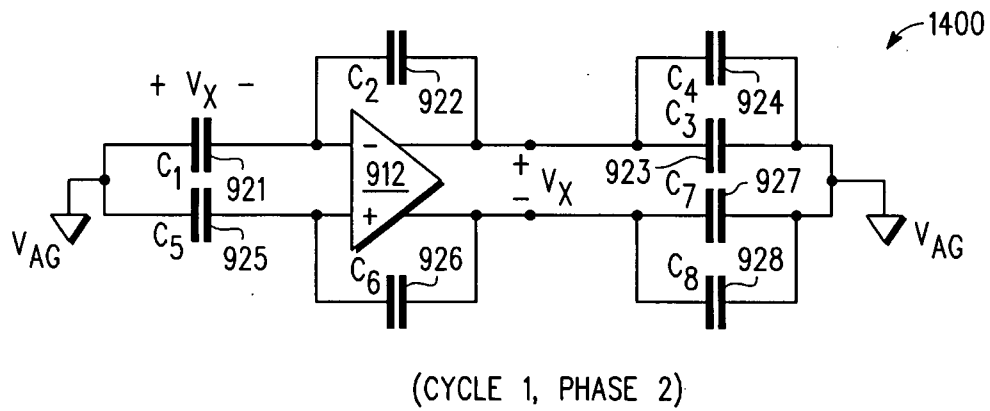 1400
C2
922
C4
924
+ VX -
C3
C1
921
-
912
+
-
VX
923
C7
927
C5
925
+
VAG
C6
926
C8
928
VAG
(CYCLE 1, PHASE 2)